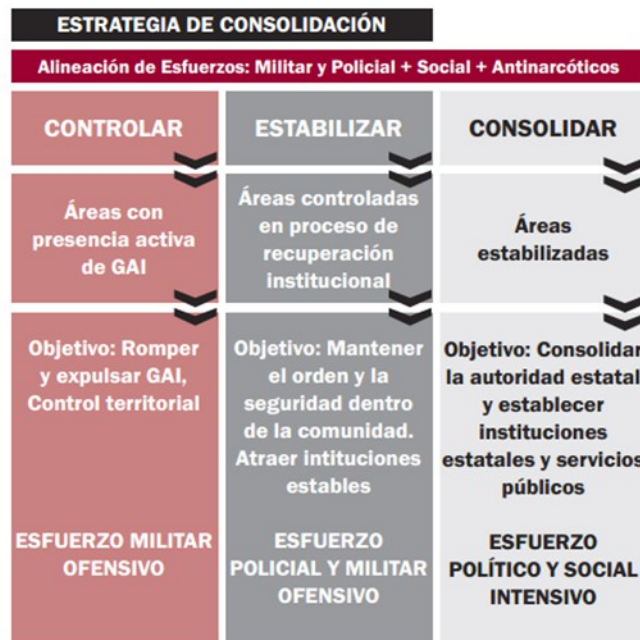 ESTRATEGIA DE CONSOLIDACIÓN
Alineación de Esfuerzos: Militar y Policial + Social + Antinarcóticos
CONTROLAR
Áreas con
presencia activa
de GAI
Objetivo: Romper
y expulsar GAI,
Control territorial
ESFUERZO MILITAR
OFENSIVO
ESTABILIZAR
Áreas controladas
en proceso de
recuperación
institucional
Objetivo: Mantener
el orden y la
seguridad dentro
de la comunidad.
Atraer intituciones
estables
ESFUERZO
POLICIAL Y MILITAR
OFENSIVO
CONSOLIDAR
Áreas
estabilizadas
Objetivo: Consolidar
la autoridad estatal
y establecer
instituciones
estatales y servicios
públicos
ESFUERZO
POLÍTICO Y SOCIAL
INTENSIVO